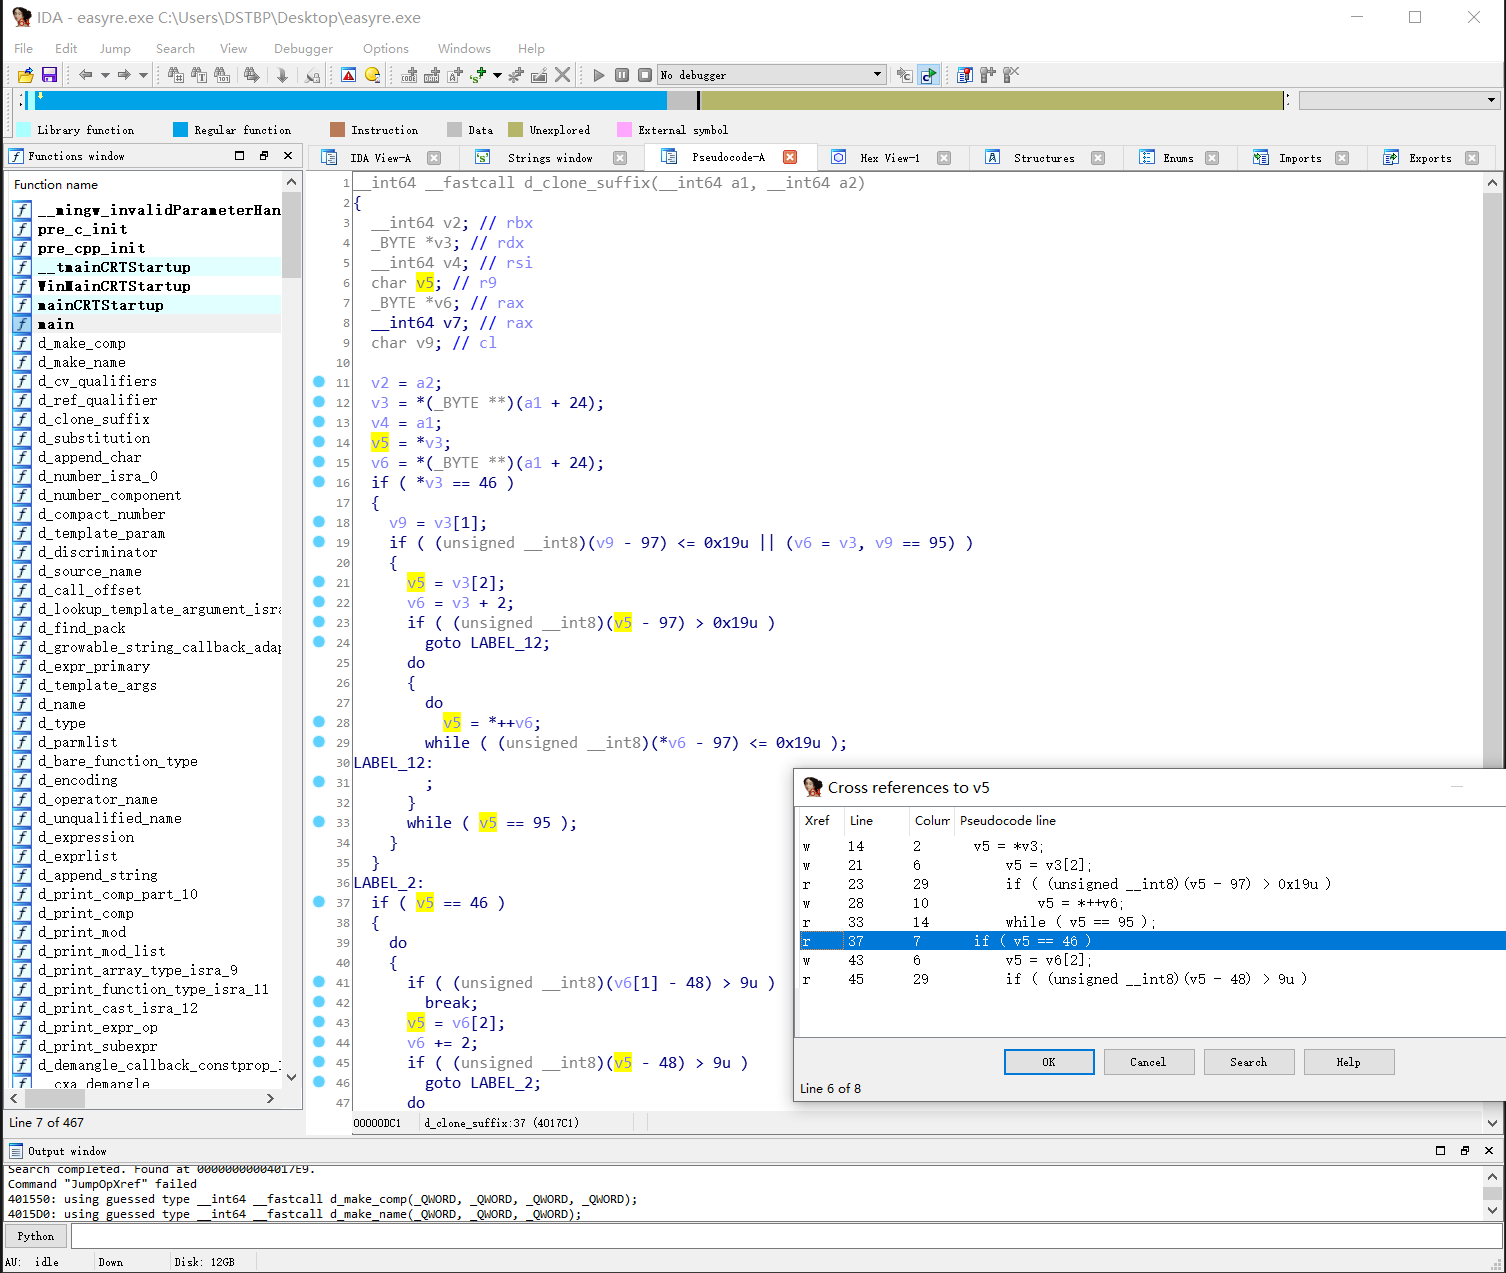 IDA - easyre.exe C:\Users\DSTBP\Desktop\easyre.exe
File Edit Jump Search View Debugger Options Windows Help
No debugger
Library function Regular function Instruction Data Unexplored External symbol
Functions window
IDA View-A Strings window Pseudocode-A Hex View-1 Structures Enums Imports Exports
Function name
__mingw_invalidParameterHan
pre_c_init
pre_cpp_init
__tmainCRTStartup
WinMainCRTStartup
mainCRTStartup
main
d_make_comp
d_make_name
d_cv_qualifiers
d_ref_qualifier
d_clone_suffix
d_substitution
d_append_char
d_number_isra_0
d_number_component
d_compact_number
d_template_param
d_discriminator
d_source_name
d_call_offset
d_lookup_template_argument_isra
d_find_pack
d_growable_string_callback_adap
d_expr_primary
d_template_args
d_name
d_type
d_parmlist
d_bare_function_type
d_encoding
d_operator_name
d_unqualified_name
d_expression
d_exprlist
d_append_string
d_print_comp_part_10
d_print_comp
d_print_mod
d_print_mod_list
d_print_array_type_isra_9
d_print_function_type_isra_11
d_print_cast_isra_12
d_print_expr_op
d_print_subexpr
d_demangle_callback_constprop_
__cxa_demangle
Line 7 of 467
1 __int64 __fastcall d_clone_suffix(__int64 a1, __int64 a2)
2 {
3 __int64 v2; // rbx
4 _BYTE *v3; // rdx
5 __int64 v4; // rsi
6 char v5; // r9
7 _BYTE *v6; // rax
8 __int64 v7; // rax
9 char v9; // cl
10
11 v2 = a2;
12 v3 = *(_BYTE **)(a1 + 24);
13 v4 = a1;
14 v5 = *v3;
15 v6 = *(_BYTE **)(a1 + 24);
16 if ( *v3 == 46 )
17 {
18 v9 = v3[1];
19 if ( (unsigned __int8)(v9 - 97) <= 0x19u || (v6 = v3, v9 == 95) )
20 {
21 v5 = v3[2];
22 v6 = v3 + 2;
23 if ( (unsigned __int8)(v5 - 97) > 0x19u )
24 goto LABEL_12;
25 do
26 {
27 do
28 v5 = *++v6;
29 while ( (unsigned __int8)(*v6 - 97) <= 0x19u );
30 LABEL_12:
31 ;
32 }
33 while ( v5 == 95 );
34 }
35 }
36 LABEL_2:
37 if ( v5 == 46 )
38 {
39 do
40 {
41 if ( (unsigned __int8)(v6[1] - 48) > 9u )
42 break;
43 v5 = v6[2];
44 v6 += 2;
45 if ( (unsigned __int8)(v5 - 48) > 9u )
46 goto LABEL_2;
47 do
00000DC1 d_clone_suffix:37 (4017C1)
Cross references to v5
Xref Line Colum Pseudocode line
w 14 2 v5 = *v3;
w 21 6 v5 = v3[2];
r 23 29 if ( (unsigned __int8)(v5 - 97) > 0x19u )
w 28 10 v5 = *++v6;
r 33 14 while ( v5 == 95 );
r 37 7 if ( v5 == 46 )
w 43 6 v5 = v6[2];
r 45 29 if ( (unsigned __int8)(v5 - 48) > 9u )
OK Cancel Search Help
Line 6 of 8
Output window
Search completed. Found at 00000000004017E9.
Command "JumpOpXref" failed
401550: using guessed type __int64 __fastcall d_make_comp(_QWORD, _QWORD, _QWORD, _QWORD);
4015D0: using guessed type __int64 __fastcall d_make_name(_QWORD, _QWORD, _QWORD);
Python
AU: idle Down Disk: 12GB